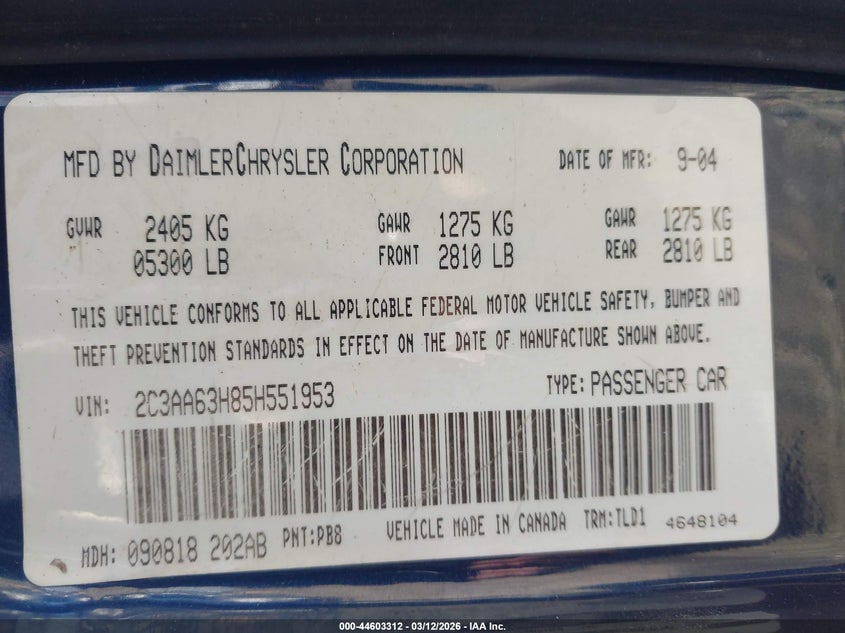 MFD BY DAIMLERCHRYSLER CORPORATION DATE OF MFR: 9-04
GVWR 2405 KG GAWR 1275 KG GAWR 1275 KG
05300 LB FRONT 2810 LB REAR 2810 LB
THIS VEHICLE CONFORMS TO ALL APPLICABLE FEDERAL MOTOR VEHICLE SAFETY, BUMPER AND
THEFT PREVENTION STANDARDS IN EFFECT ON THE DATE OF MANUFACTURE SHOWN ABOVE.
VIN: 2C3AA63H85H551953 TYPE: PASSENGER CAR
MDH: 090818 202AB PNT:PB8 VEHICLE MADE IN CANADA TRM:TLD1 4648104
000-44603312 - 03/12/2026 - IAA Inc.